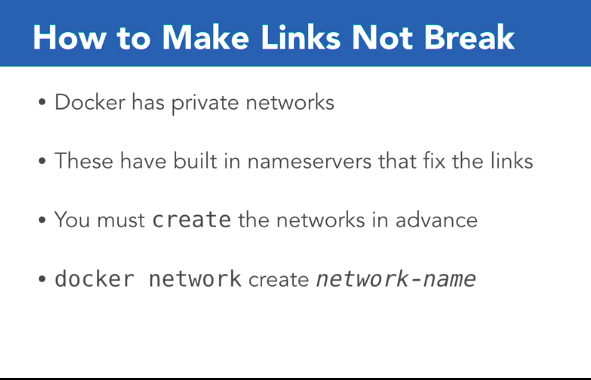 How to Make Links Not Break
• Docker has private networks
• These have built in nameservers that fix the links
• You must create the networks in advance
• docker network create network-name